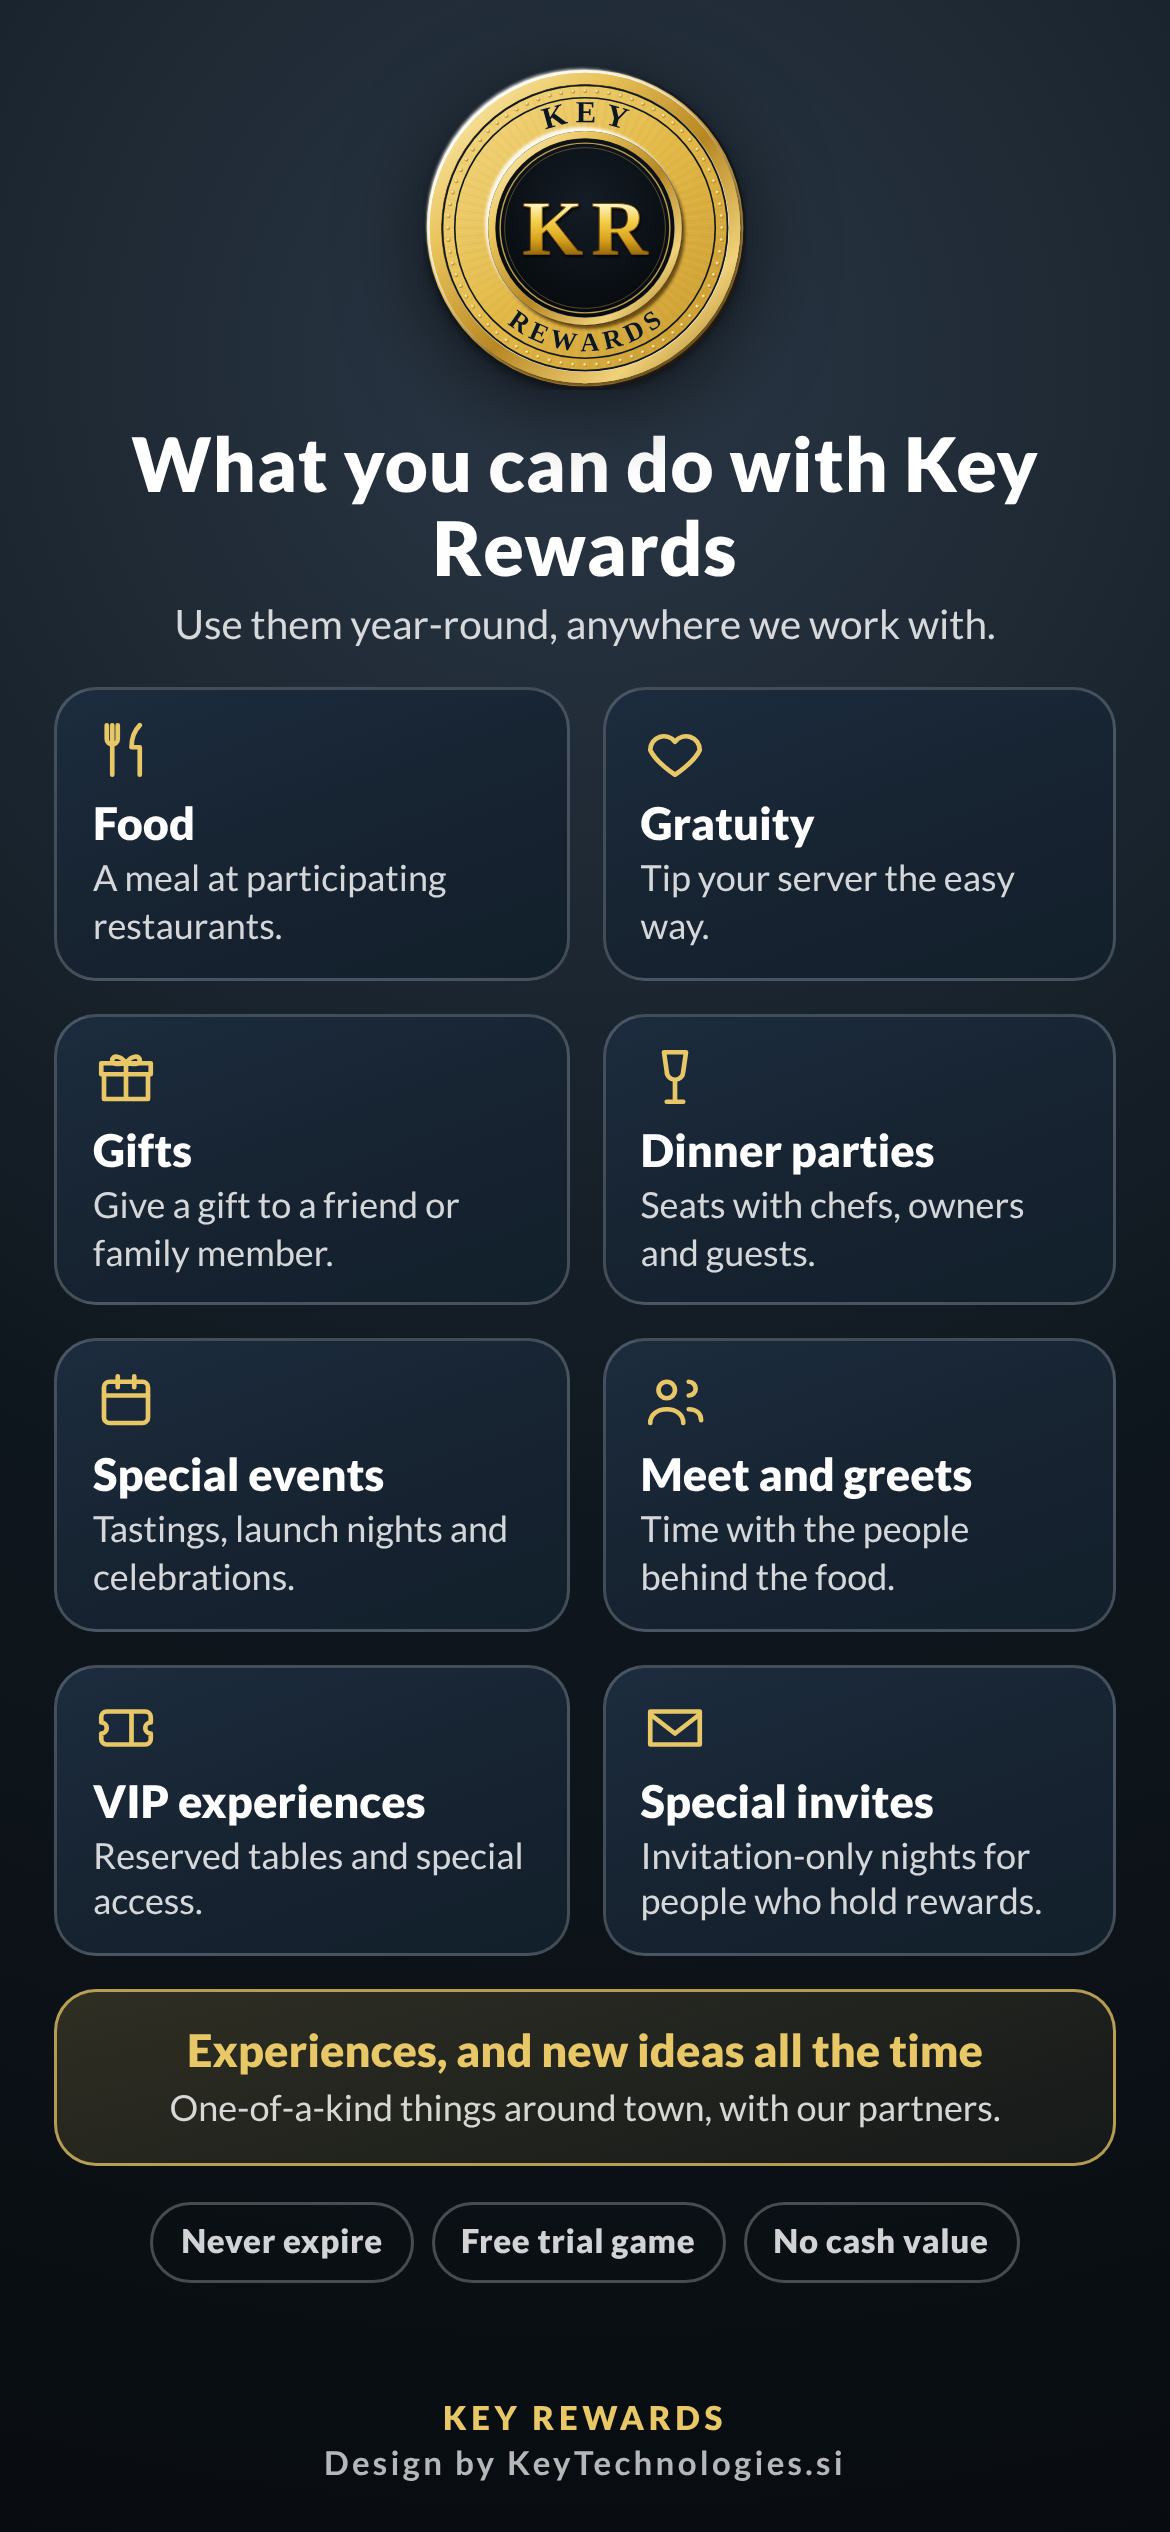 KEY
KR
REWARDS
What you can do with Key
Rewards
Use them year-round, anywhere we work with.
Food
A meal at participating
restaurants.
Gratuity
Tip your server the easy
way.
Gifts
Give a gift to a friend or
family member.
Dinner parties
Seats with chefs, owners
and guests.
Special events
Tastings, launch nights and
celebrations.
Meet and greets
Time with the people
behind the food.
VIP experiences
Reserved tables and special
access.
Special invites
Invitation-only nights for
people who hold rewards.
Experiences, and new ideas all the time
One-of-a-kind things around town, with our partners.
Never expire
Free trial game
No cash value
KEY REWARDS
Design by KeyTechnologies.si